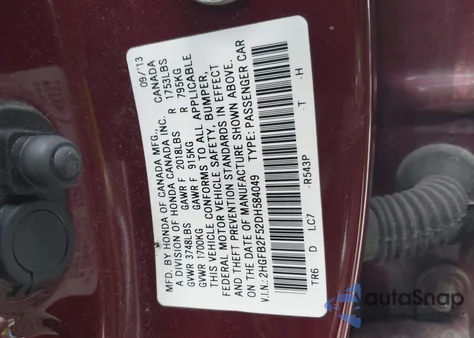 MFD. BY HONDA OF CANADA MFG., CANADA 09/'13
A DIVISION OF HONDA CANADA INC.
GVWR 3748LBS GAWR F 2018LBS R 1753LBS
GVWR 1700KG GAWR F 915KG R 795KG
THIS VEHICLE CONFORMS TO ALL APPLICABLE
FEDERAL MOTOR VEHICLE SAFETY, BUMPER,
AND THEFT PREVENTION STANDARDS IN EFFECT
ON THE DATE OF MANUFACTURE SHOWN ABOVE.
V.I.N. 2HGFB2F52DH584049 TYPE: PASSENGER CAR
TR6 D LC7 -R543P -T -H
AutoSnap